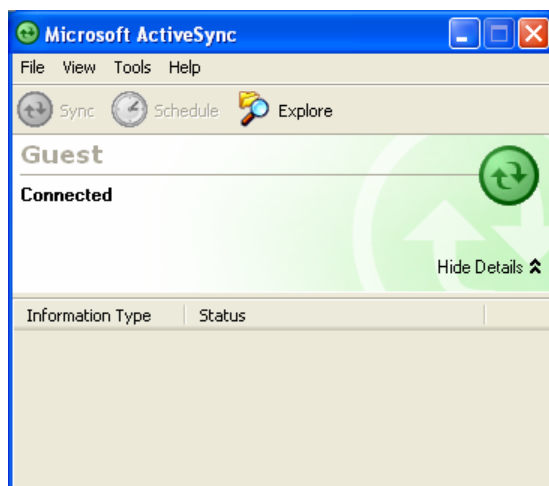 Microsoft ActiveSync
File View Tools Help
Sync Schedule Explore
Guest
Connected
Hide Details
Information Type Status